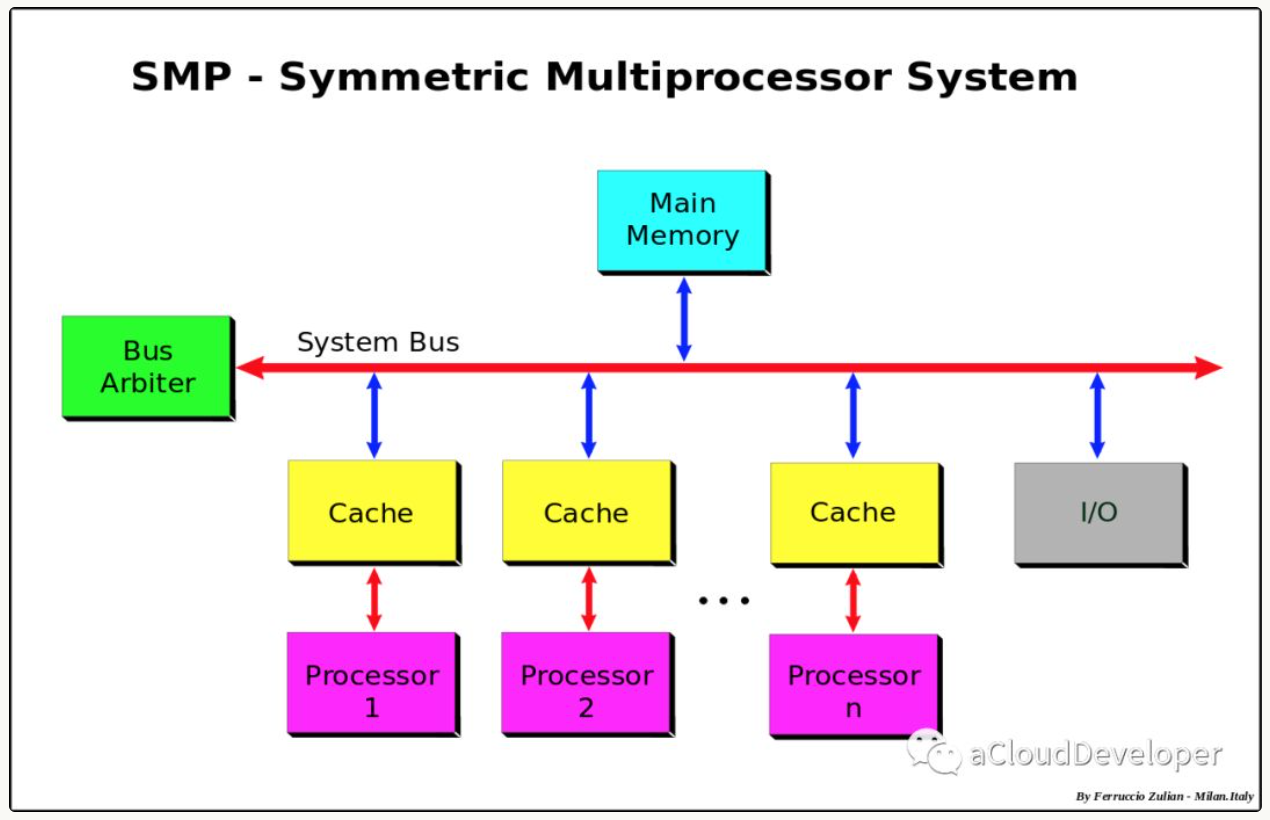 SMP - Symmetric Multiprocessor System
Main
Memory
Bus
Arbiter
System Bus
Cache
Cache
Cache
I/O
...
Processor
1
Processor
2
Processor
n
aCloudDeveloper
By Ferruccio Zulian - Milan.Italy